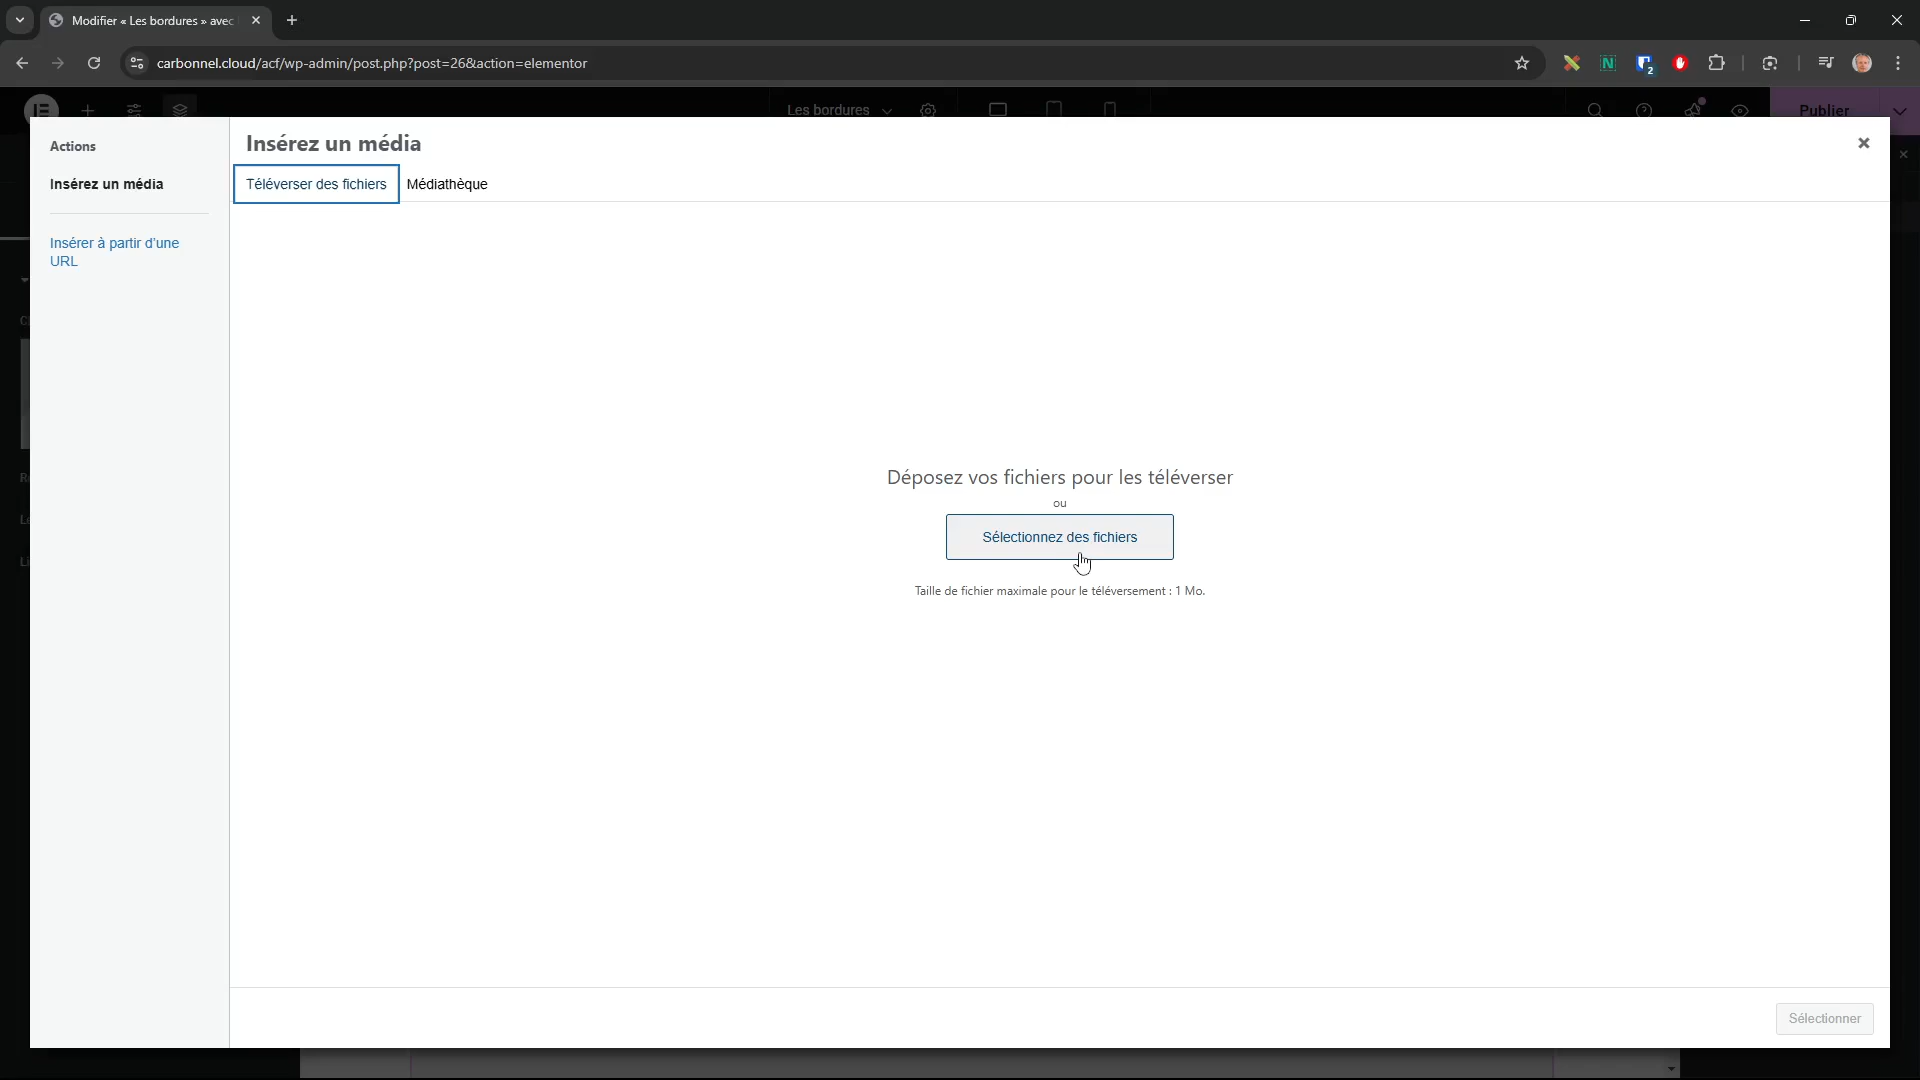 Modifier « Les bordures » avec
carbonnel.cloud/acf/wp-admin/post.php?post=26&action=elementor
2
Les bordures
Publier
Actions
Insérez un média
Insérer à partir d'une
URL
Insérez un média
Téléverser des fichiers
Médiathèque
Déposez vos fichiers pour les téléverser
ou
Sélectionnez des fichiers
Taille de fichier maximale pour le téléversement : 1 Mo.
Sélectionner